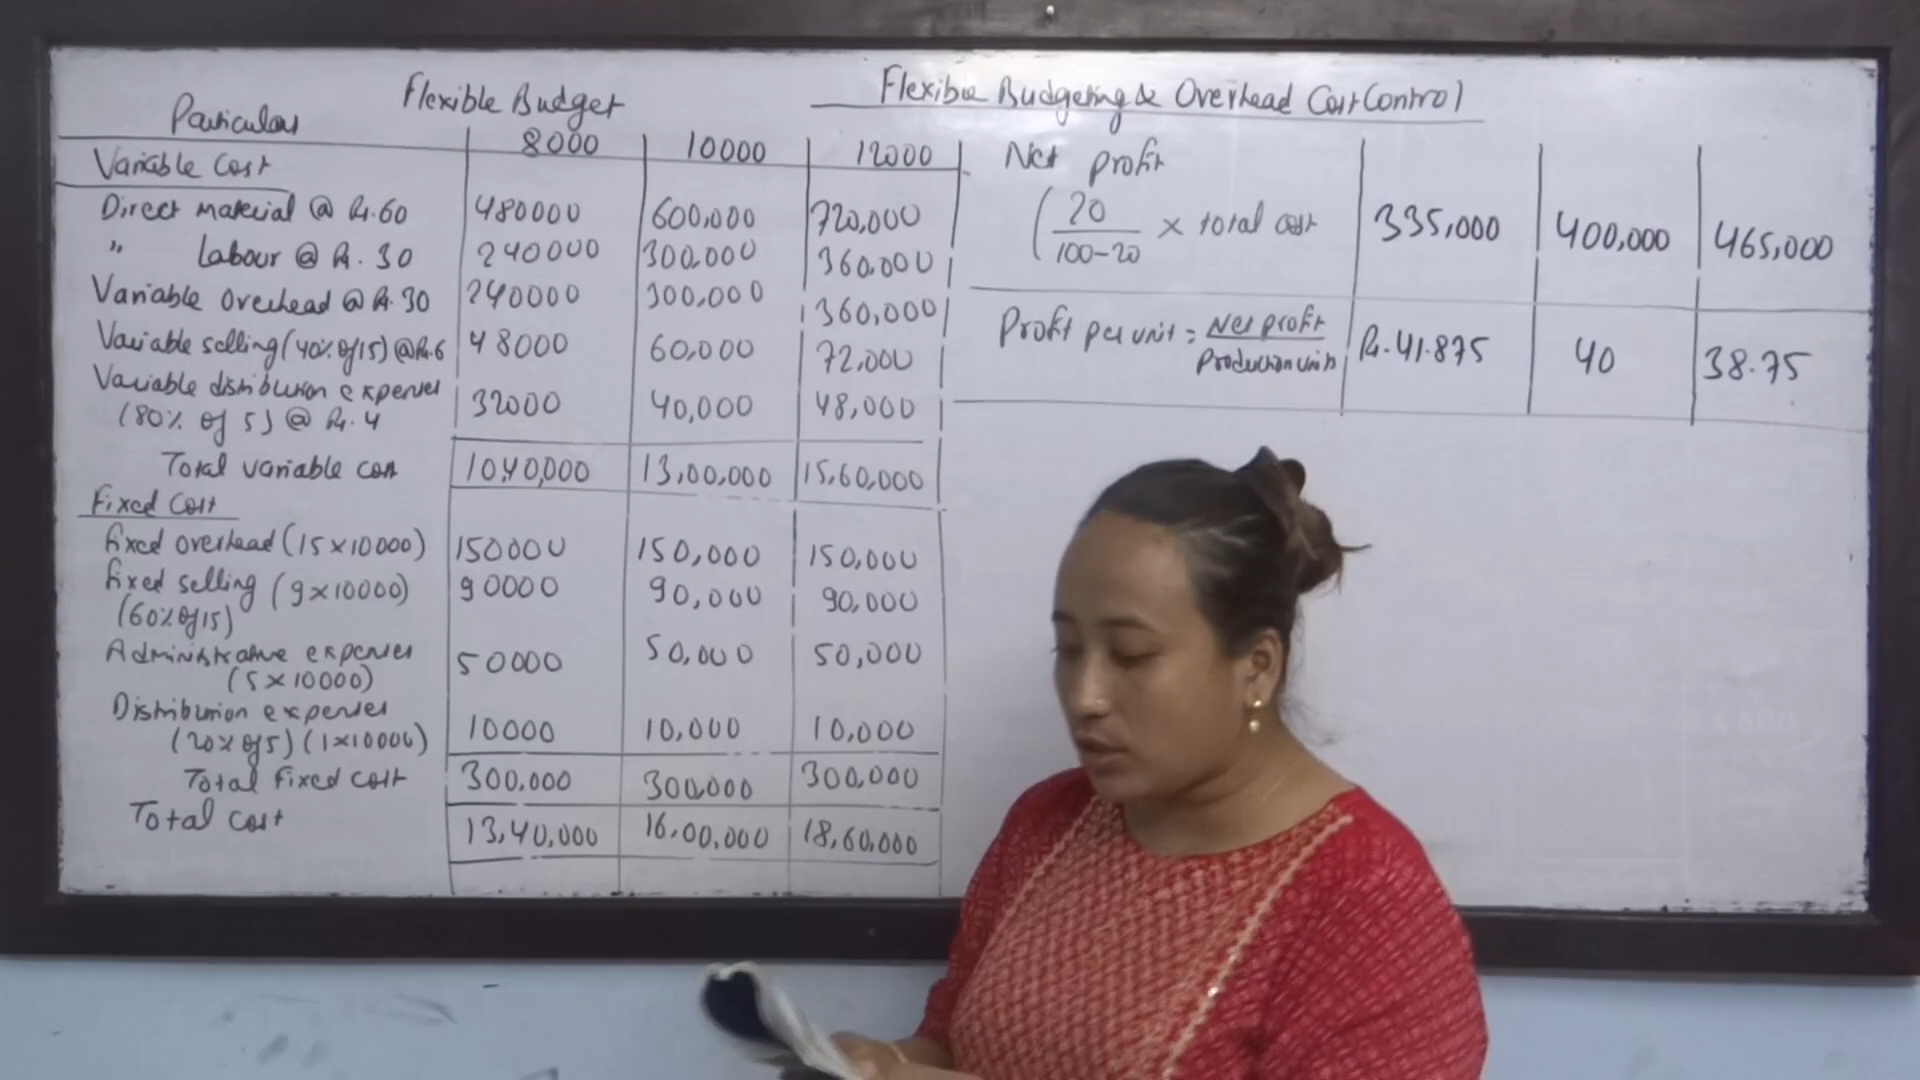 Flexible Budget
Flexible Budgeting & Overhead Cost Control
Particulars 8000 10000 12000
Variable Cost
Direct material @ Rs.60 480000 600,000 720,000
" Labour @ Rs. 30 240000 300,000 360,000
Variable Overhead @ Rs.30 240000 300,000 360,000
Variable selling (40% of 15) @ Rs.6 48000 60,000 72,000
Variable distribution expenses
(80% of 5) @ Rs.4 32000 40,000 48,000
Total variable cost 10,40,000 13,00,000 15,60,000
Fixed Cost
Fixed overhead (15×10000) 150000 150,000 150,000
Fixed selling (9×10000) 90000 90,000 90,000
(60% of 15)
Administrative expenses 50000 50,000 50,000
(5×10000)
Distribution expenses
(20% of 5) (1×10000) 10000 10,000 10,000
Total fixed cost 300,000 300,000 300,000
Total cost 13,40,000 16,00,000 18,60,000
Net profit
(20/100-20 × total cost 335,000 400,000 465,000
Profit per unit = Net profit/Production units Rs.41.875 40 38.75